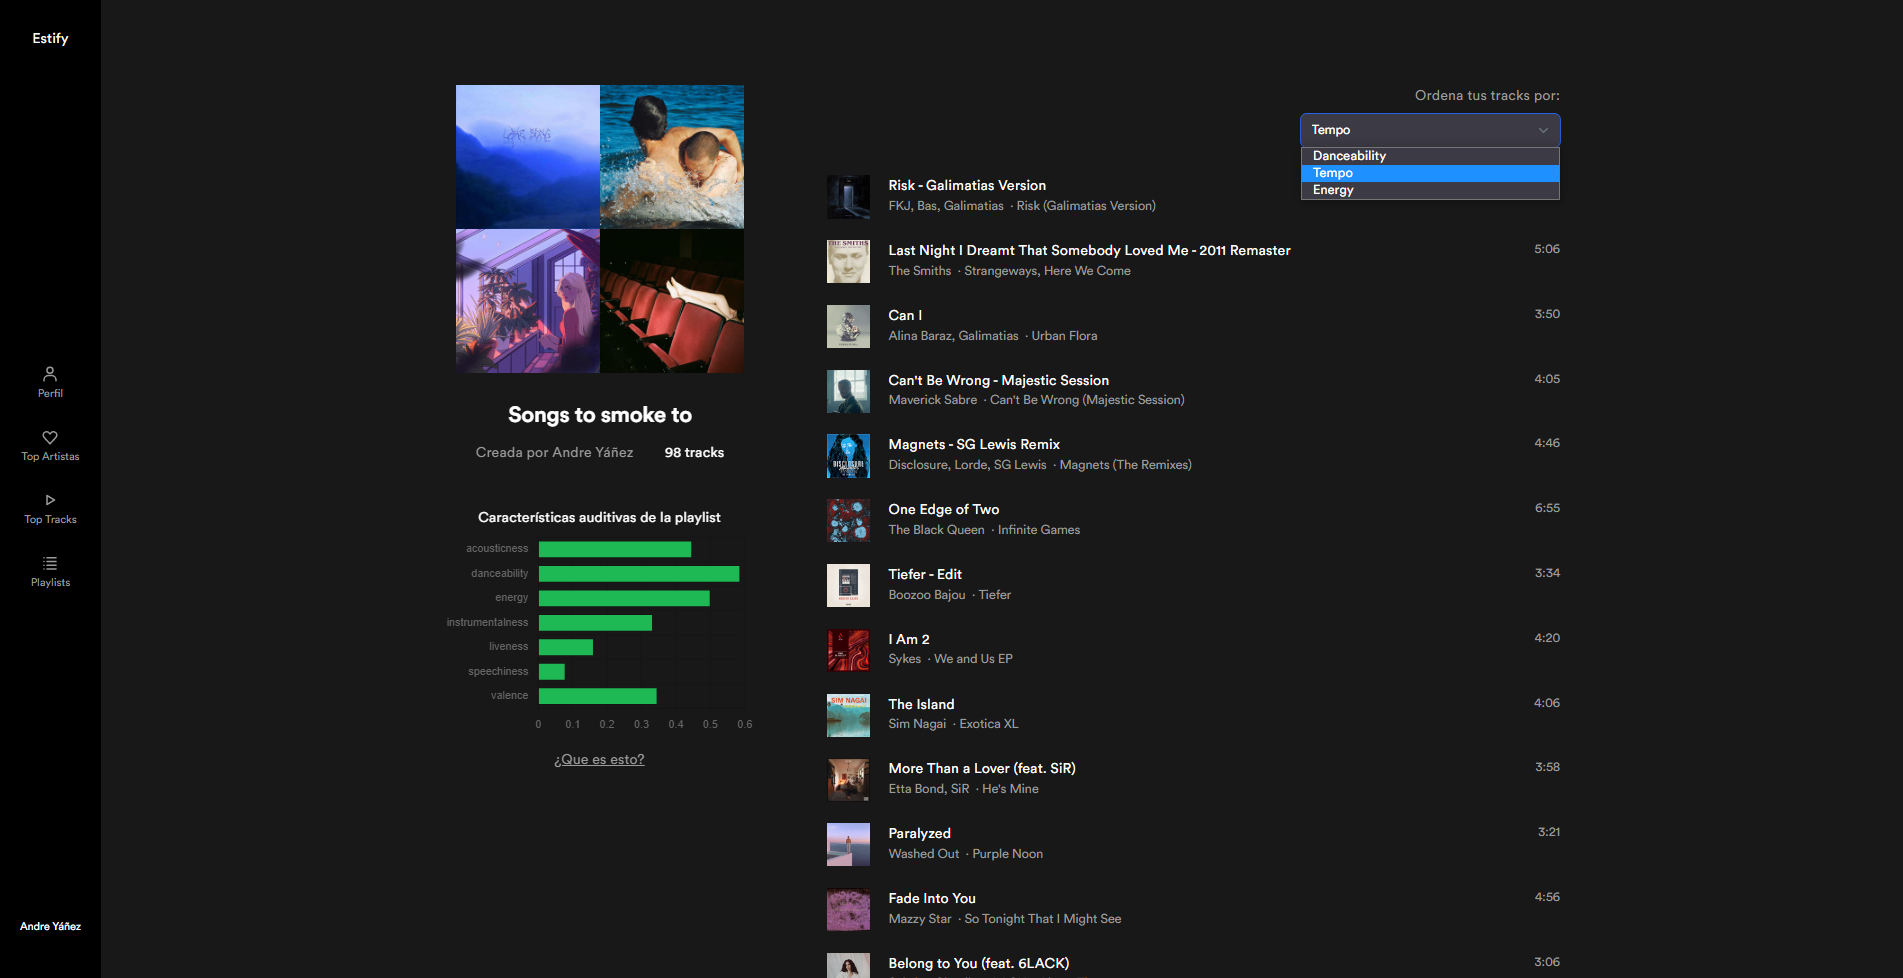 Estify
Perfil
Top Artistas
Top Tracks
Playlists
Andre Yáñez
Songs to smoke to
Creada por Andre Yáñez 98 tracks
Características auditivas de la playlist
acousticness
danceability
energy
instrumentalness
liveness
speechiness
valence
0 0.1 0.2 0.3 0.4 0.5 0.6
¿Que es esto?
Ordena tus tracks por:
Tempo
Danceability
Tempo
Energy
Risk - Galimatias Version
FKJ, Bas, Galimatias · Risk (Galimatias Version)
THE SMITHS
Last Night I Dreamt That Somebody Loved Me - 2011 Remaster 5:06
The Smiths · Strangeways, Here We Come
Can I 3:50
Alina Baraz, Galimatias · Urban Flora
Can't Be Wrong - Majestic Session 4:05
Maverick Sabre · Can't Be Wrong (Majestic Session)
DISCLOSURE
Magnets - SG Lewis Remix 4:46
Disclosure, Lorde, SG Lewis · Magnets (The Remixes)
One Edge of Two 6:55
The Black Queen · Infinite Games
Tiefer - Edit 3:34
Boozoo Bajou · Tiefer
I Am 2 4:20
Sykes · We and Us EP
SIM NAGAI
The Island 4:06
Sim Nagai · Exotica XL
More Than a Lover (feat. SiR) 3:58
Etta Bond, SiR · He's Mine
Paralyzed 3:21
Washed Out · Purple Noon
Fade Into You 4:56
Mazzy Star · So Tonight That I Might See
Belong to You (feat. 6LACK) 3:06